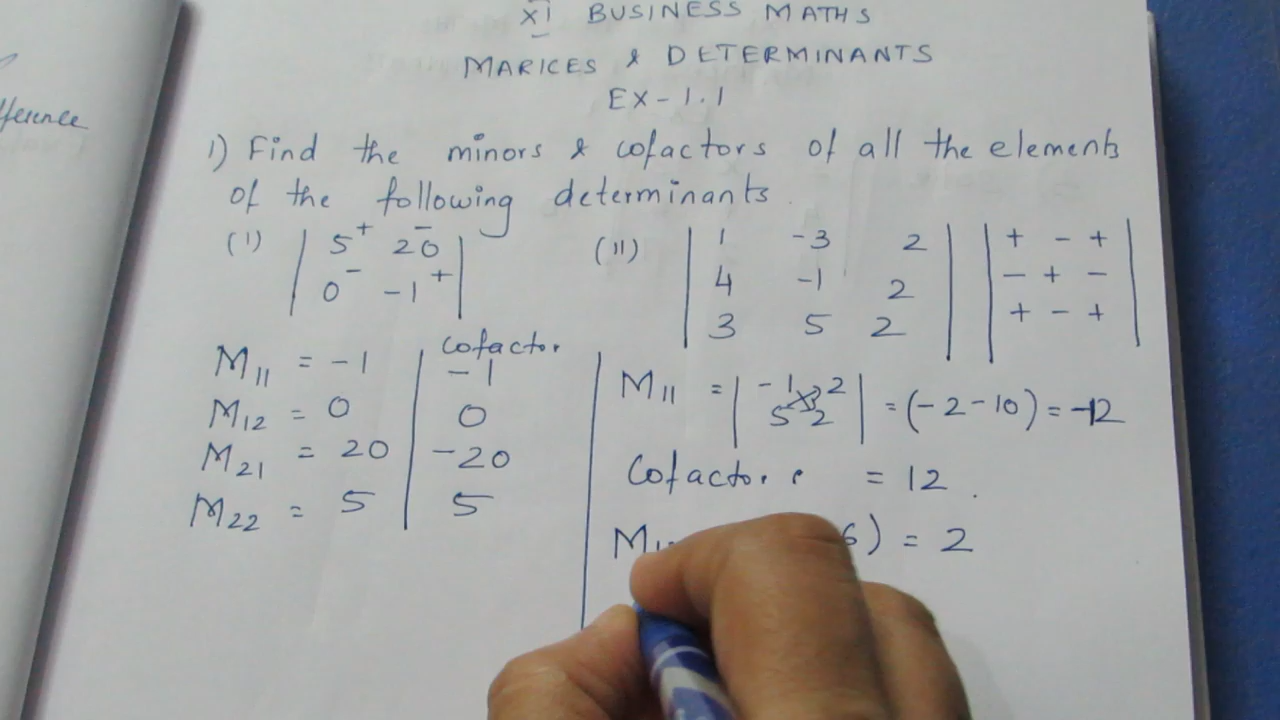 XI BUSINESS MATHS
MARICES & DETERMINANTS
EX-1.1
1) Find the minors & cofactors of all the elements
of the following determinants.
(I) | 5⁺ 20⁻ |
| 0⁻ -1⁺ |
(II) | 1 -3 2 |
| 4 -1 2 |
| 3 5 2 |
| + - + |
| - + - |
| + - + |
cofactor
M₁₁ = -1 | -1
M₁₂ = 0 | 0
M₂₁ = 20 | -20
M₂₂ = 5 | 5
M₁₁ = | -1 2 | = (-2-10) = -12
| 5 2 |
Cofactor = 12.
6) = 2